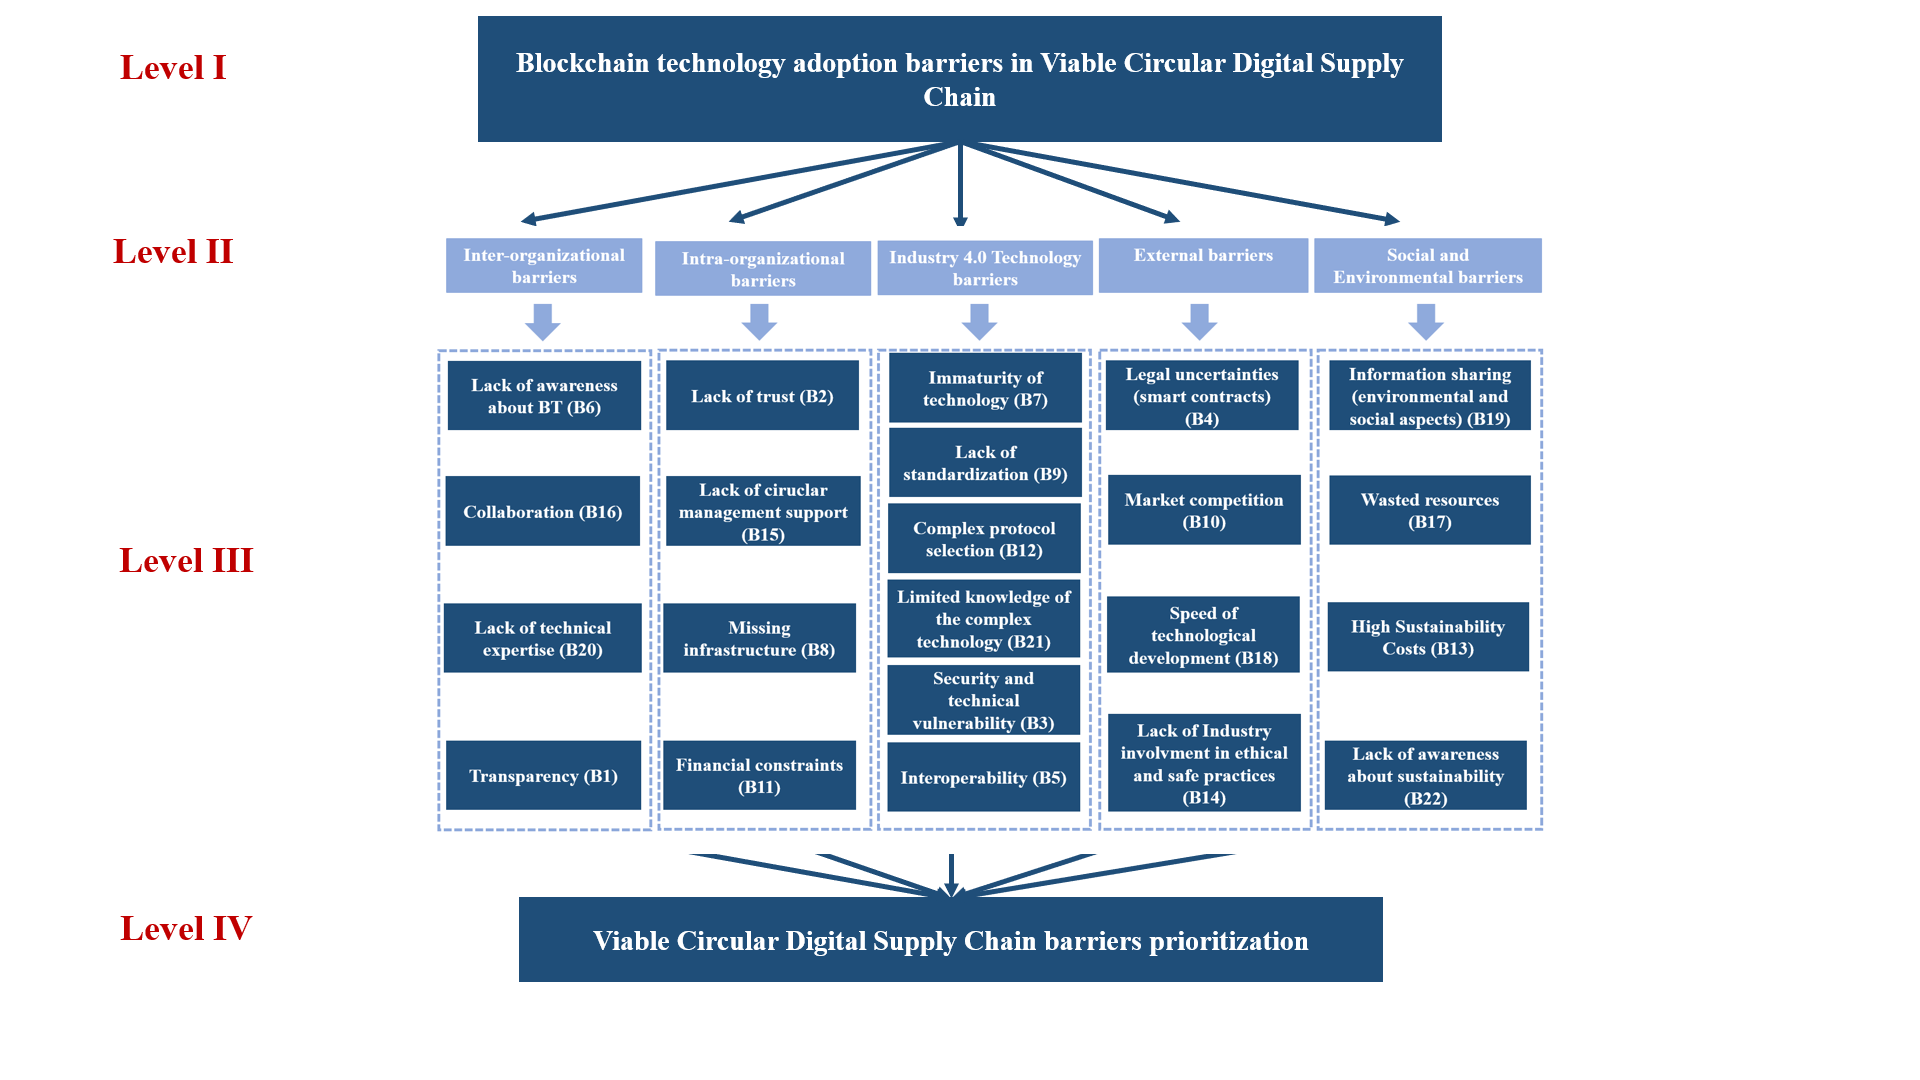 Level I
Blockchain technology adoption barriers in Viable Circular Digital Supply
Chain
Level II
Inter-organizational
barriers
Intra-organizational
barriers
Industry 4.0 Technology
barriers
External barriers
Social and
Environmental barriers
Level III
Lack of awareness
about BT (B6)
Collaboration (B16)
Lack of technical
expertise (B20)
Transparency (B1)
Lack of trust (B2)
Lack of ciruclar
management support
(B15)
Missing
infrastructure (B8)
Financial constraints
(B11)
Immaturity of
technology (B7)
Lack of
standardization (B9)
Complex protocol
selection (B12)
Limited knowledge of
the complex
technology (B21)
Security and
technical
vulnerability (B3)
Interoperability (B5)
Legal uncertainties
(smart contracts)
(B4)
Market competition
(B10)
Speed of
technological
development (B18)
Lack of Industry
involvment in ethical
and safe practices
(B14)
Information sharing
(environmental and
social aspects) (B19)
Wasted resources
(B17)
High Sustainability
Costs (B13)
Lack of awareness
about sustainability
(B22)
Level IV
Viable Circular Digital Supply Chain barriers prioritization